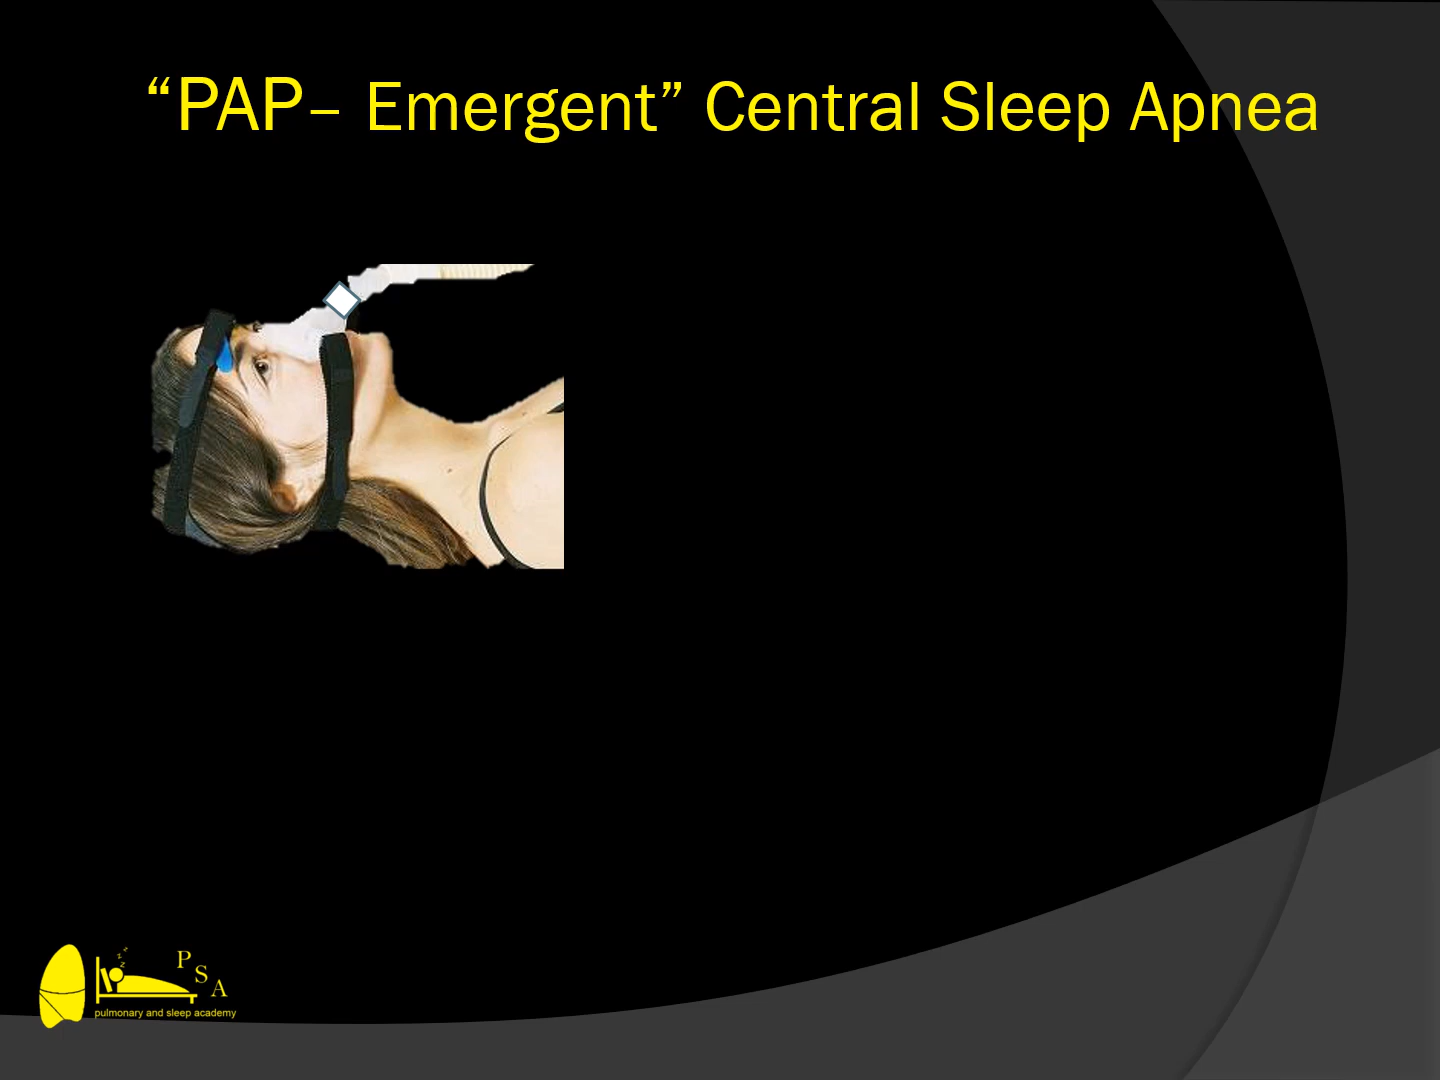 “PAP– Emergent” Central Sleep Apnea
z z z
P S A
pulmonary and sleep academy